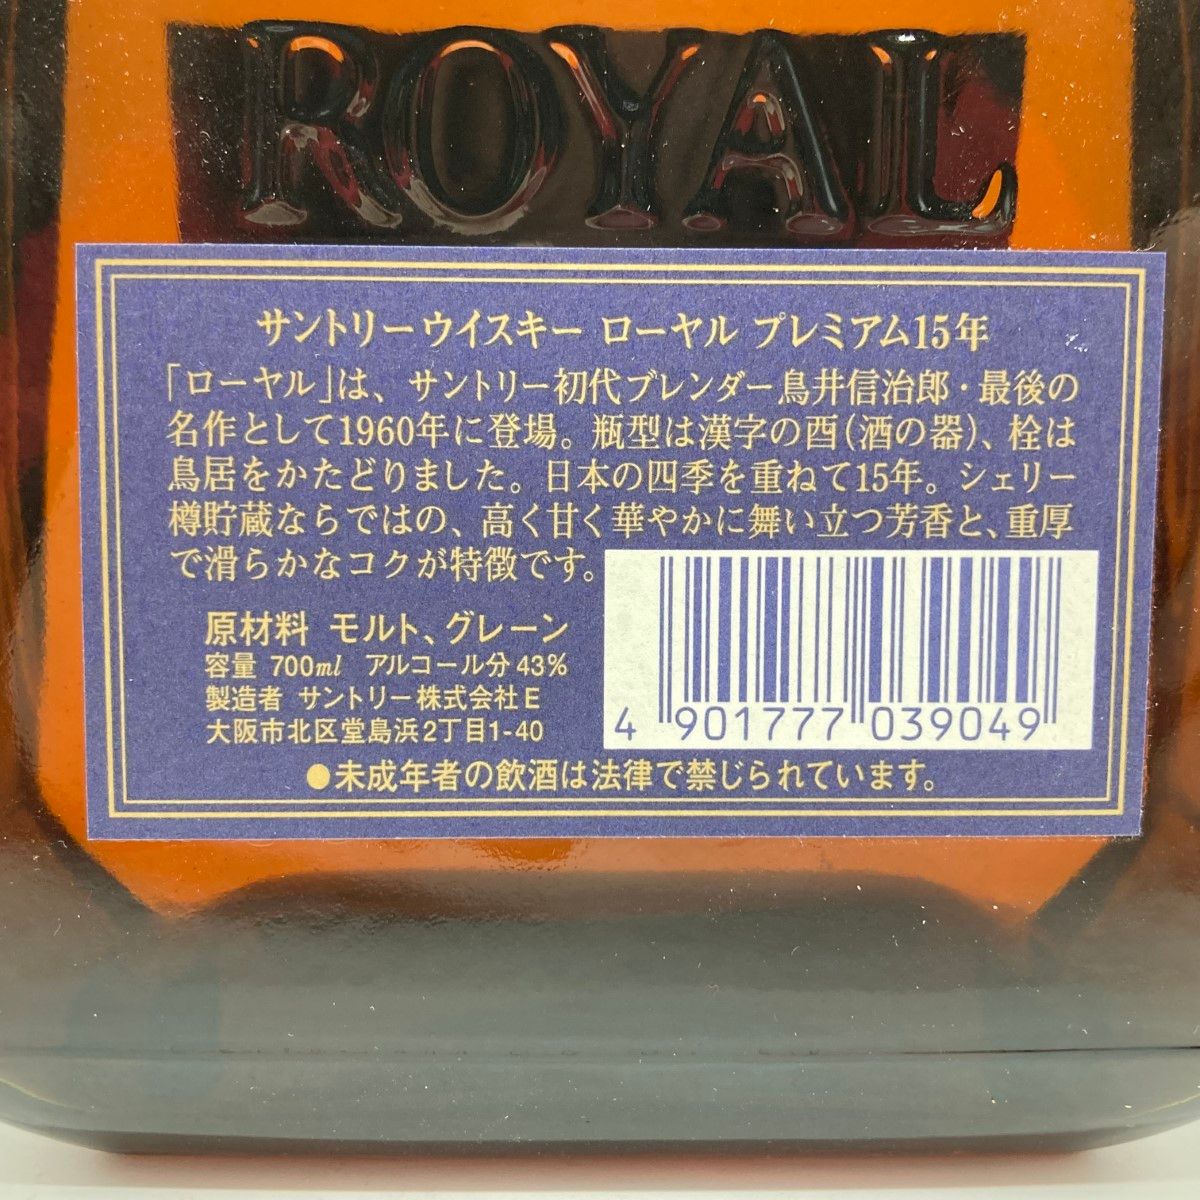 ROYAL
サントリーウイスキー ローヤル プレミアム15年
「ローヤル」は、サントリー初代ブレンダー鳥井信治郎・最後の
名作として1960年に登場。瓶型は漢字の酉(酒の器)、栓は
鳥居をかたどりました。日本の四季を重ねて15年。シェリー
樽貯蔵ならではの、高く甘く華やかに舞い立つ芳香と、重厚
で滑らかなコクが特徴です。
原材料 モルト、グレーン
容量 700ml アルコール分43%
製造者 サントリー株式会社E
大阪市北区堂島浜2丁目1-40
4 901777 039049
●未成年者の飲酒は法律で禁じられています。